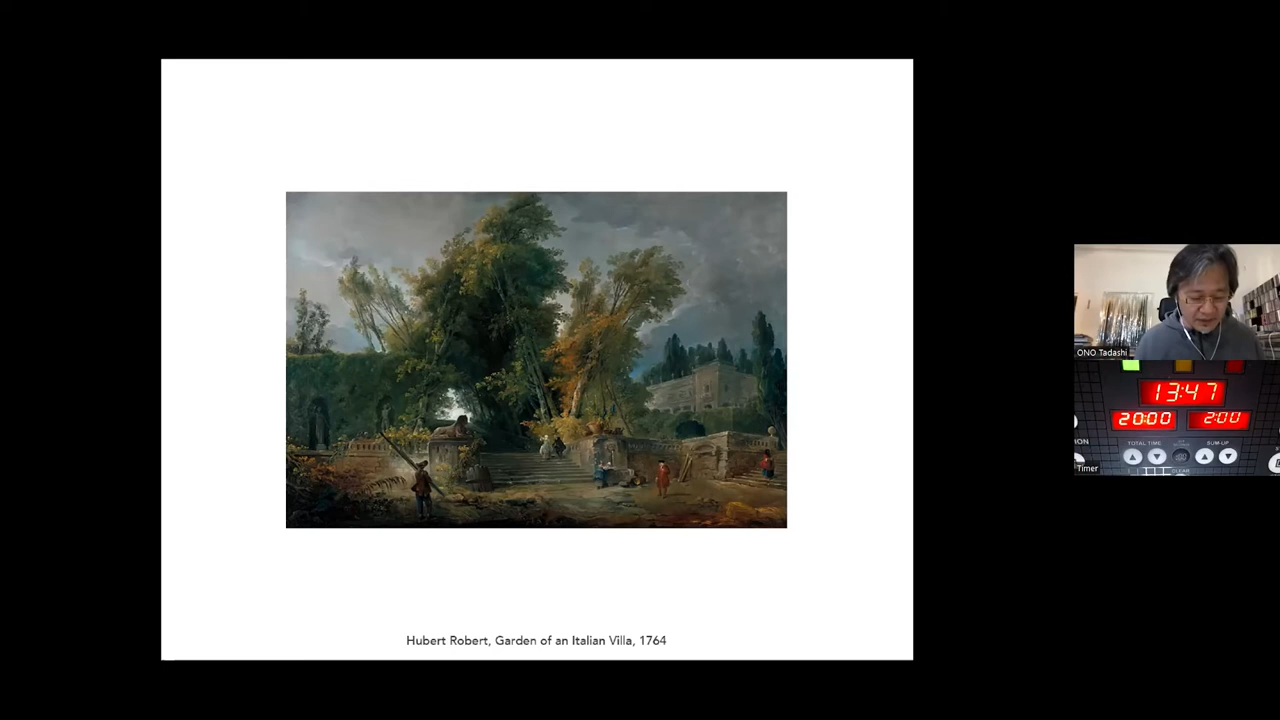 Hubert Robert, Garden of an Italian Villa, 1764
ONO Tadashi
13:47
20:00 2:00
TOTAL TIME SUM-UP
CLEAR
Timer